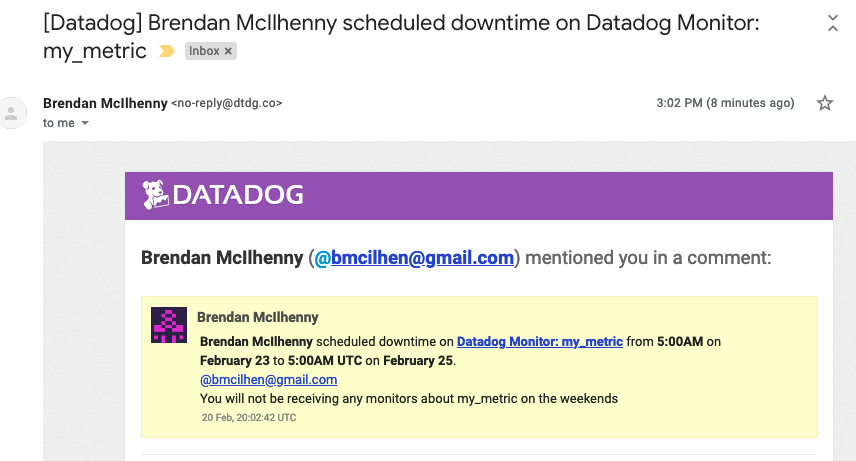 [Datadog] Brendan McIlhenny scheduled downtime on Datadog Monitor:
my_metric Inbox x
Brendan McIlhenny <no-reply@dtdg.co> 3:02 PM (8 minutes ago)
to me
DATADOG
Brendan McIlhenny (@bmcilhen@gmail.com) mentioned you in a comment:
Brendan McIlhenny
Brendan McIlhenny scheduled downtime on Datadog Monitor: my_metric from 5:00AM on
February 23 to 5:00AM UTC on February 25.
@bmcilhen@gmail.com
You will not be receiving any monitors about my_metric on the weekends
20 Feb, 20:02:42 UTC